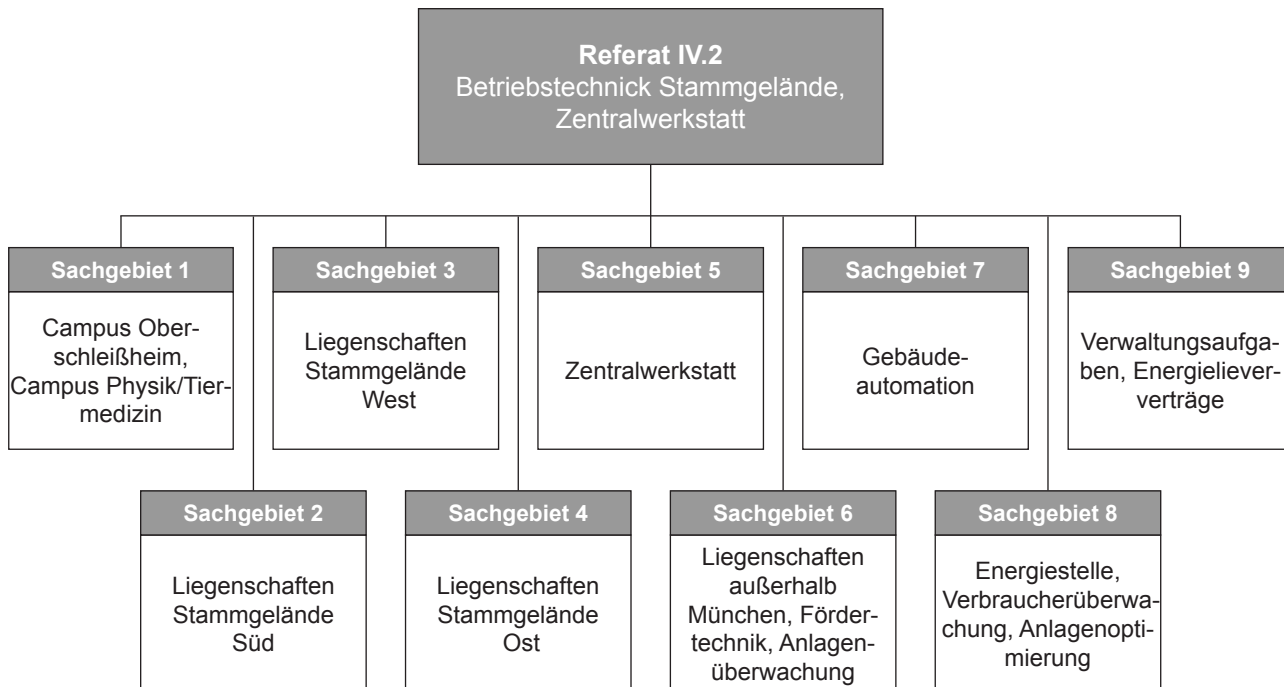 Referat IV.2
Betriebstechnick Stammgelände,
Zentralwerkstatt
Sachgebiet 1
Campus Ober-
schleißheim,
Campus Physik/Tier-
medizin
Sachgebiet 3
Liegenschaften
Stammgelände
West
Sachgebiet 5
Zentralwerkstatt
Sachgebiet 7
Gebäude-
automation
Sachgebiet 9
Verwaltungsaufga-
ben, Energieliever-
verträge
Sachgebiet 2
Liegenschaften
Stammgelände
Süd
Sachgebiet 4
Liegenschaften
Stammgelände
Ost
Sachgebiet 6
Liegenschaften
außerhalb
München, Förder-
technik, Anlagen-
überwachung
Sachgebiet 8
Energiestelle,
Verbraucherüberwa-
chung, Anlagenopti-
mierung